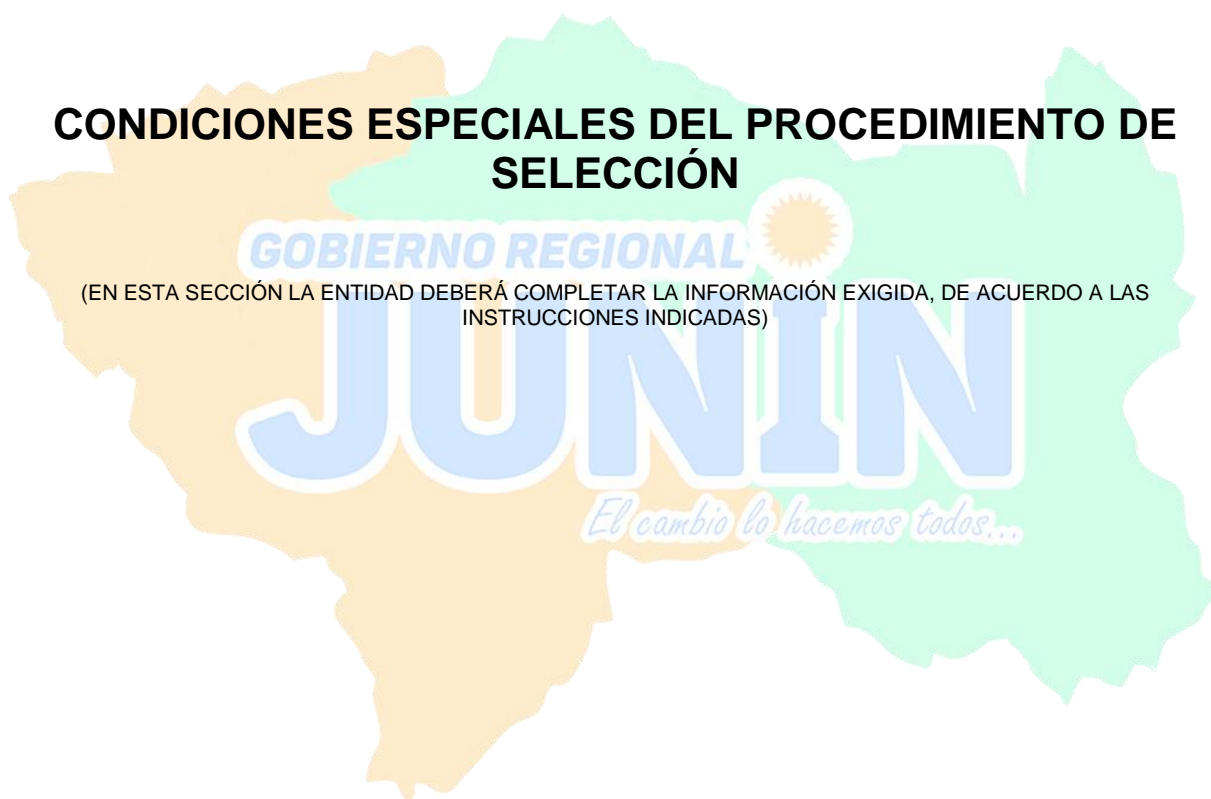 CONDICIONES ESPECIALES DEL PROCEDIMIENTO DE
SELECCIÓN
GOBIERNO REGIONAL
(EN ESTA SECCIÓN LA ENTIDAD DEBERÁ COMPLETAR LA INFORMACIÓN EXIGIDA, DE ACUERDO A LAS
INSTRUCCIONES INDICADAS)
JUNÍN
El cambio lo hacemos todos...